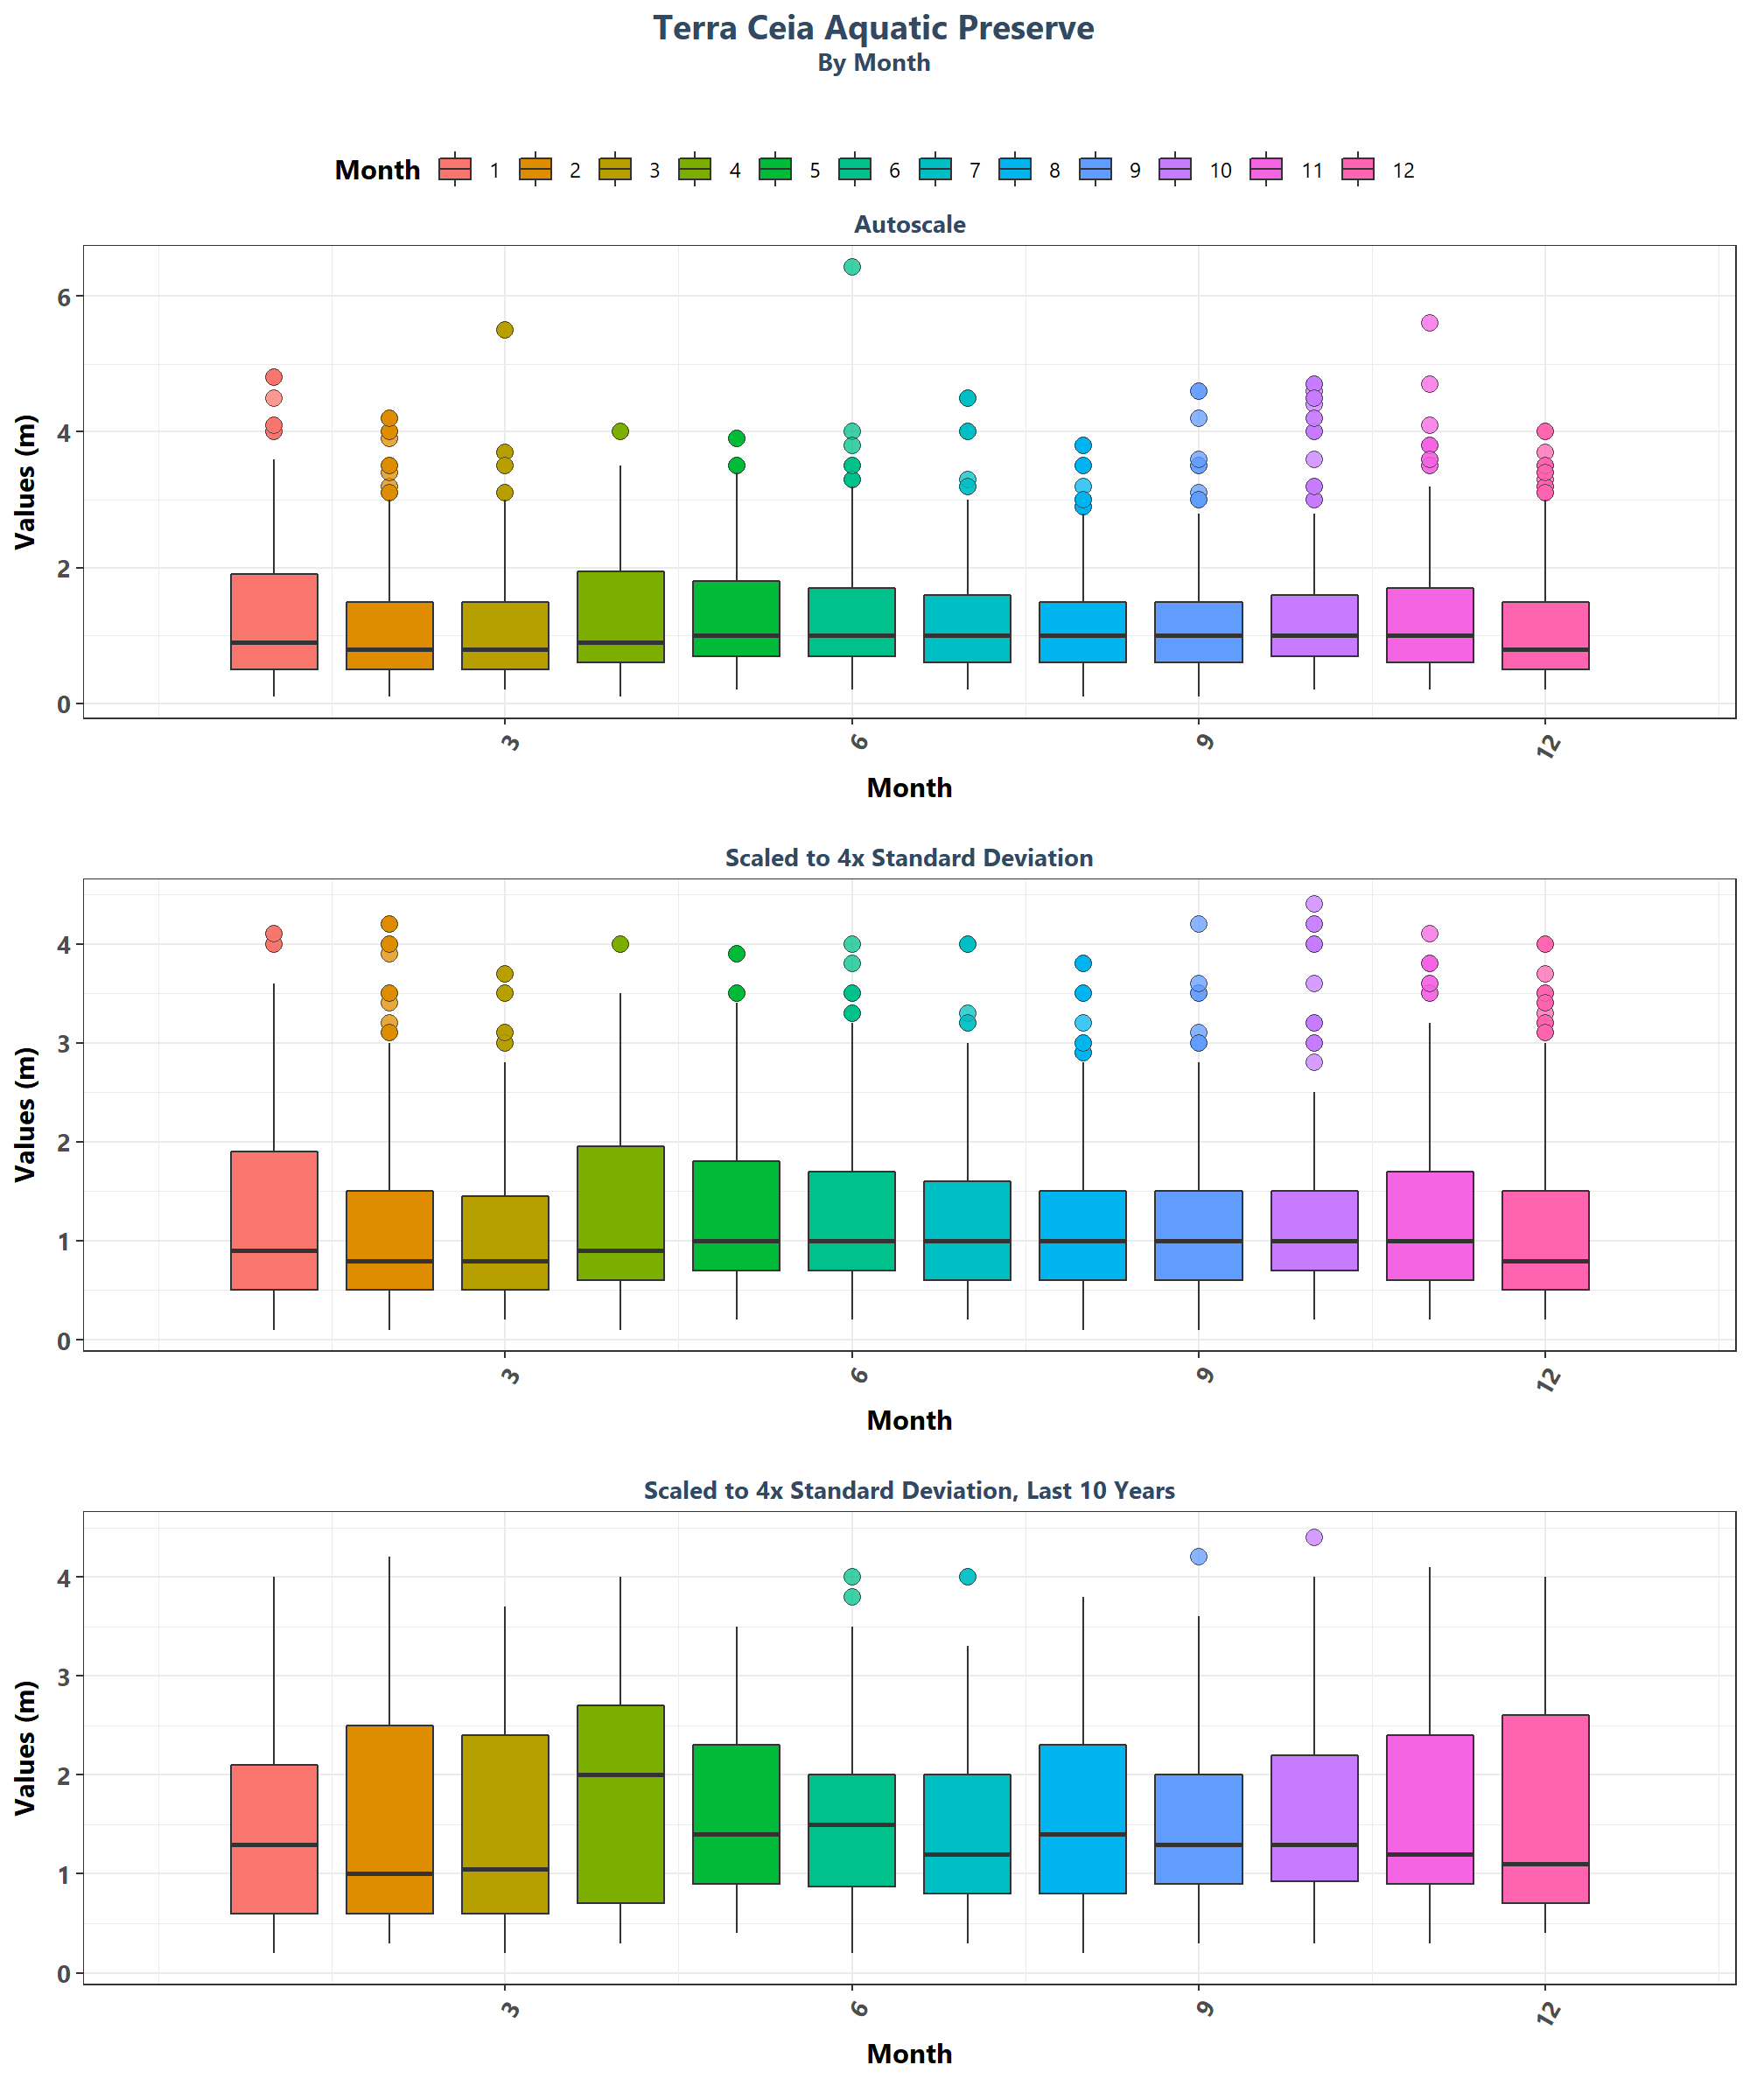 Terra Ceia Aquatic Preserve
By Month
Month 1 2 3 4 5 6 7 8 9 10 11 12
Autoscale
Values (m)
6
4
2
0
3 6 9 12
Month
Scaled to 4x Standard Deviation
Values (m)
4
3
2
1
0
3 6 9 12
Month
Scaled to 4x Standard Deviation, Last 10 Years
Values (m)
4
3
2
1
0
3 6 9 12
Month